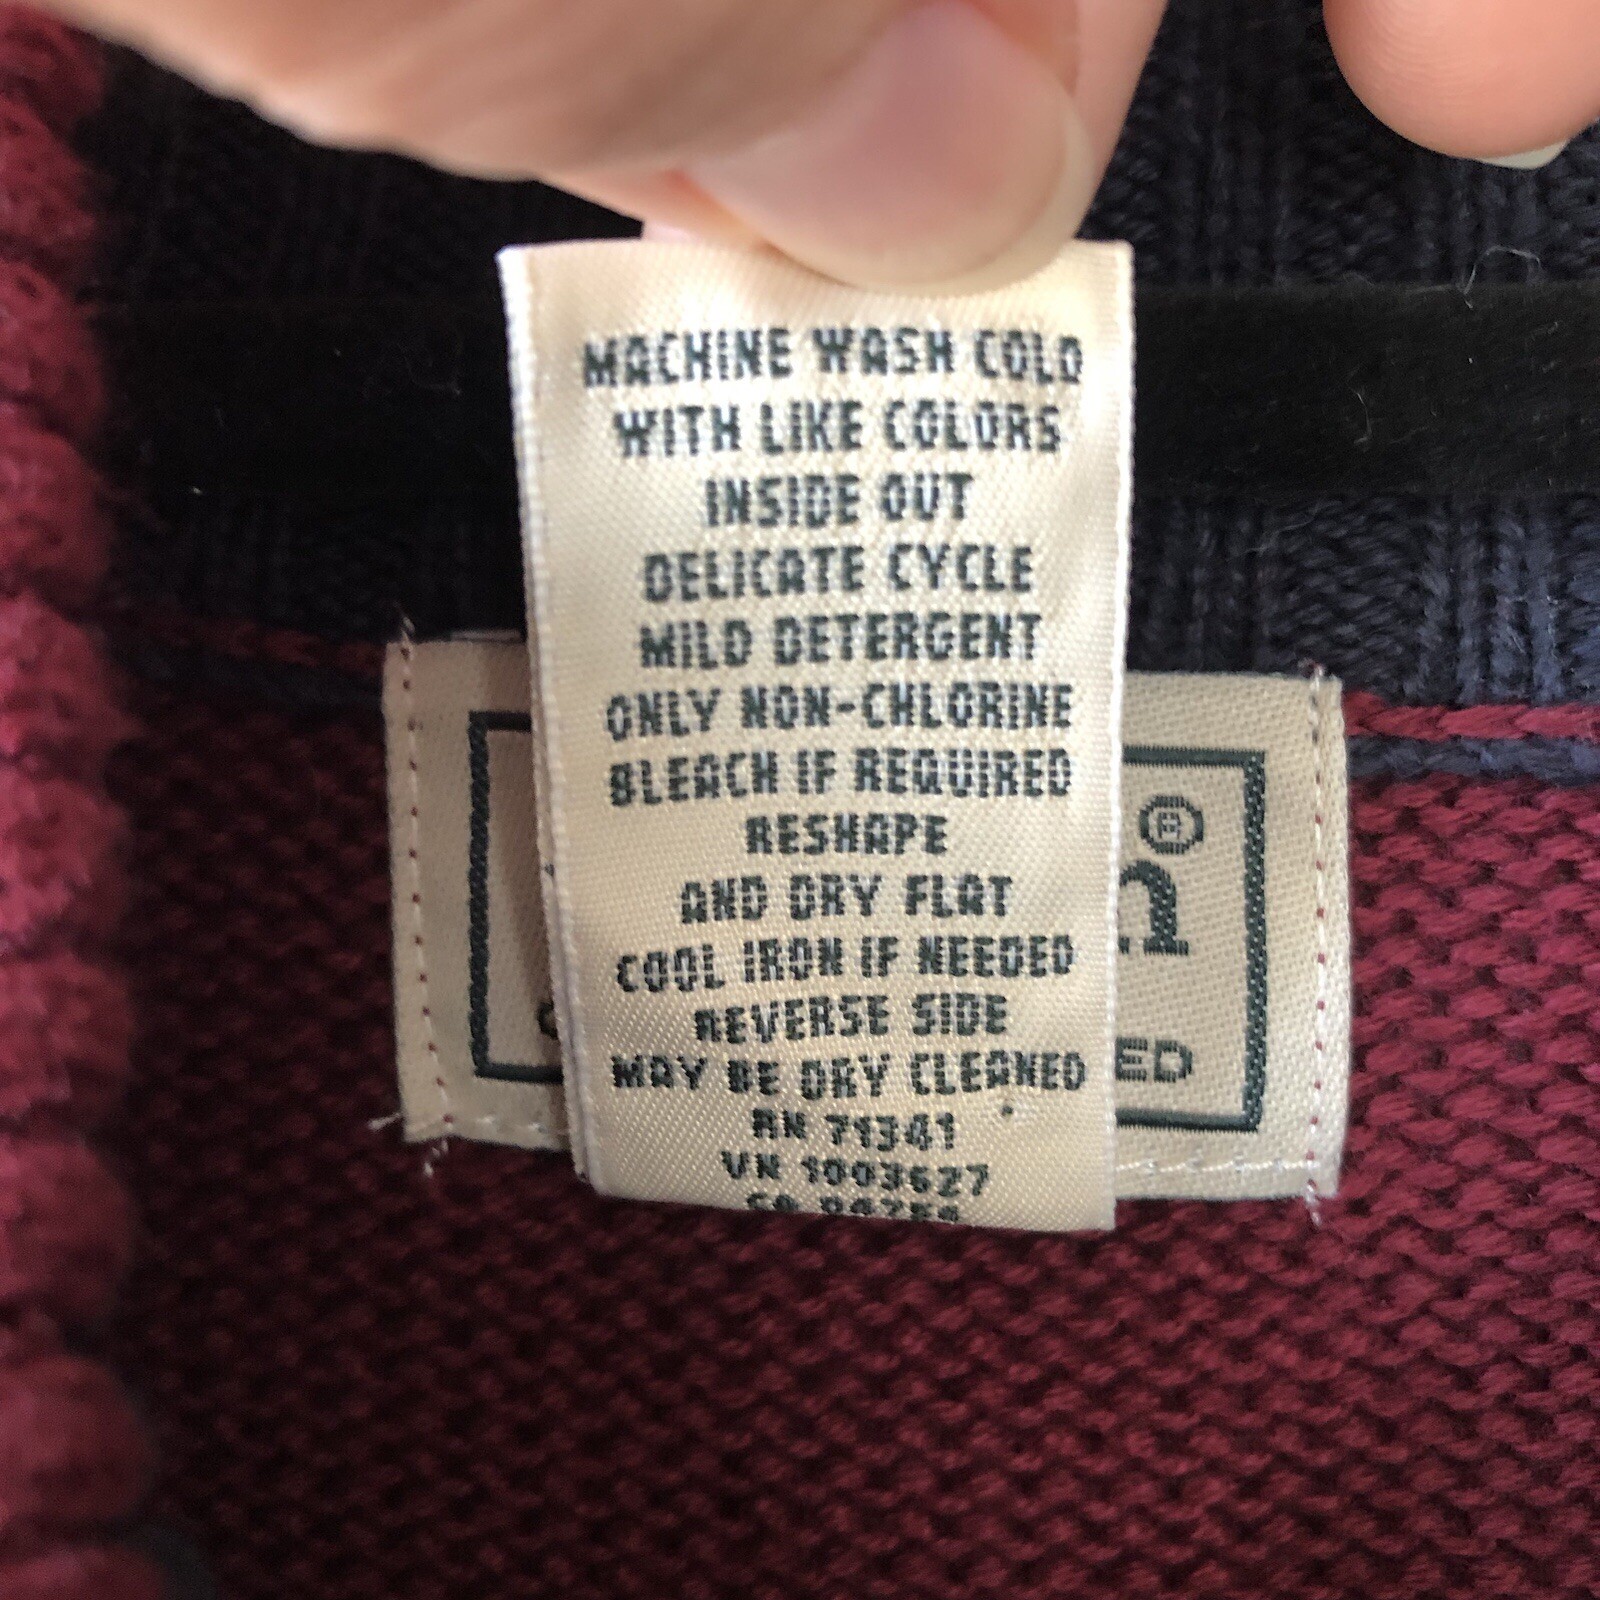 MACHINE WASH COLD
WITH LIKE COLORS
INSIDE OUT
DELICATE CYCLE
MILD DETERGENT
ONLY NON-CHLORINE
BLEACH IF REQUIRED
RESHAPE
AND DRY FLAT
COOL IRON IF NEEDED
REVERSE SIDE
MAY BE DRY CLEANED
RN 71341
VN 1003627
n®
ED